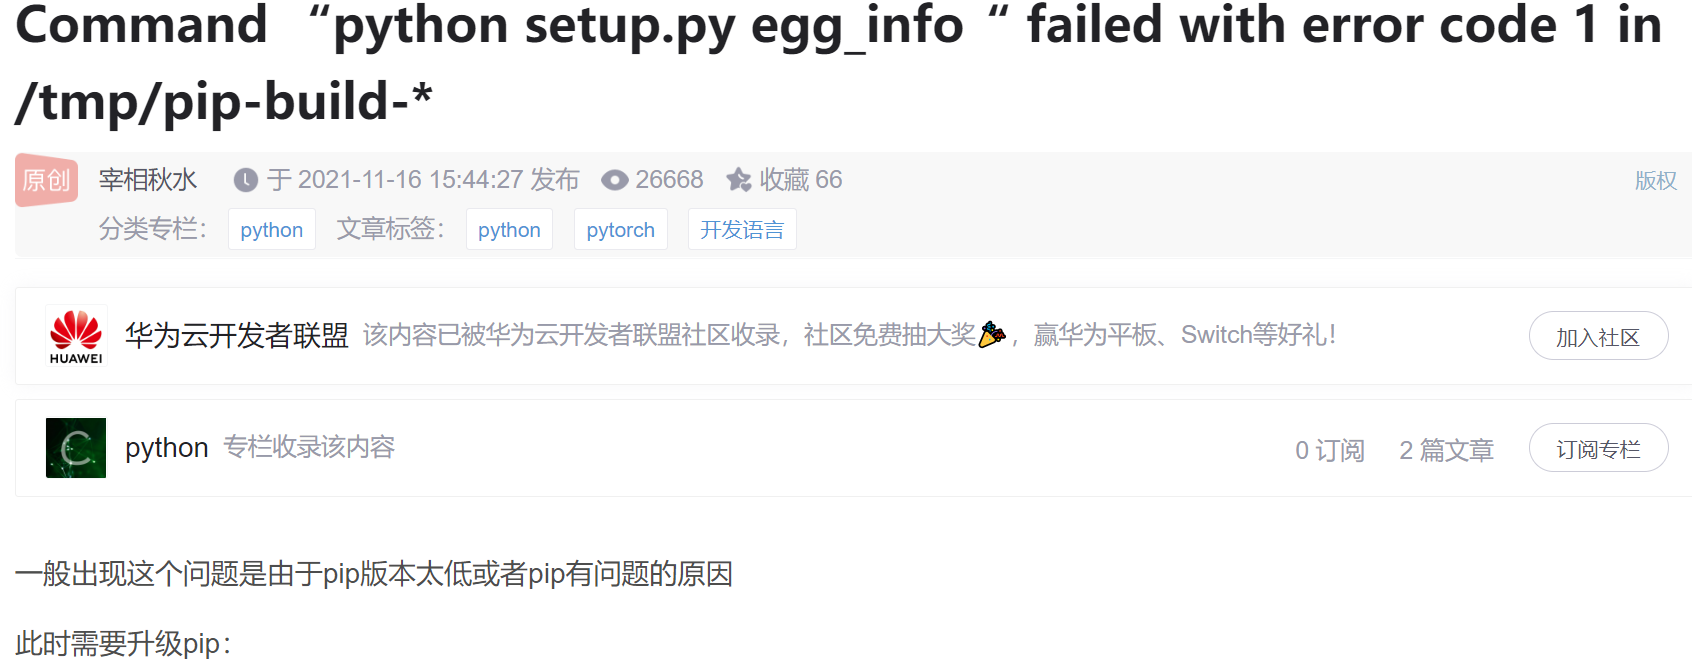 Command “python setup.py egg_info “ failed with error code 1 in
/tmp/pip-build-*
原创 宰相秋水 于 2021-11-16 15:44:27 发布 26668 收藏 66 版权
分类专栏： python 文章标签： python pytorch 开发语言
HUAWEI 华为云开发者联盟 该内容已被华为云开发者联盟社区收录，社区免费抽大奖🎉，赢华为平板、Switch等好礼！ 加入社区
C python 专栏收录该内容 0 订阅 2 篇文章 订阅专栏
一般出现这个问题是由于pip版本太低或者pip有问题的原因
此时需要升级pip：